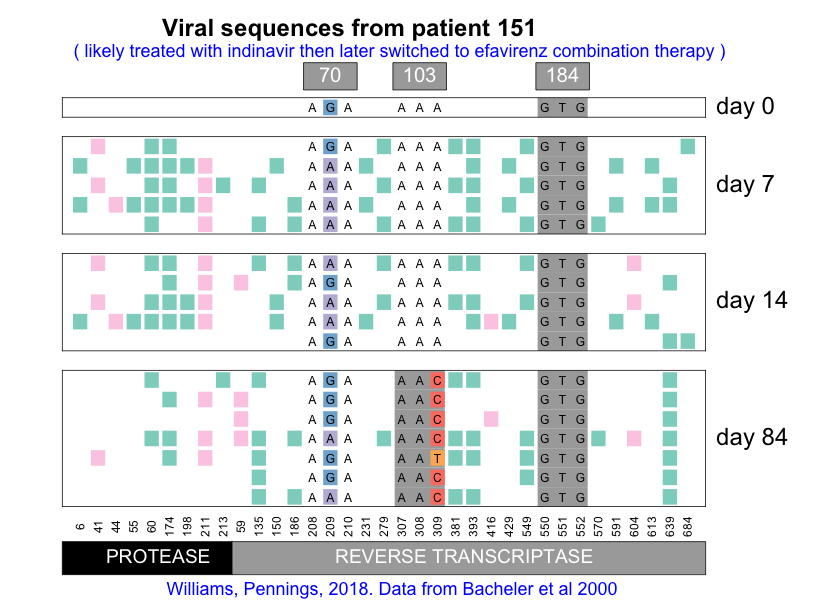 Viral sequences from patient 151
( likely treated with indinavir then later switched to efavirenz combination therapy )
70 103 184
A G A A A A G T G day 0
A G A A A A G T G
A A A A A A G T G
A A A A A A G T G day 7
A A A A A A G T G
A A A A A A G T G
A A A A A A G T G
A G A A A A G T G
A A A A A A G T G day 14
A A A A A A G T G
A G A A A A G T G
A G A A A C G T G
A G A A A C G T G
A G A A A C G T G
A A A A A C G T G day 84
A G A A A T G T G
A G A A A C G T G
A A A A A C G T G
6 41 44 55 60 174 198 211 213 59 135 150 186 208 209 210 231 279 307 308 309 381 393 416 429 549 550 551 552 570 591 604 613 639 684
PROTEASE REVERSE TRANSCRIPTASE
Williams, Pennings, 2018. Data from Bacheler et al 2000